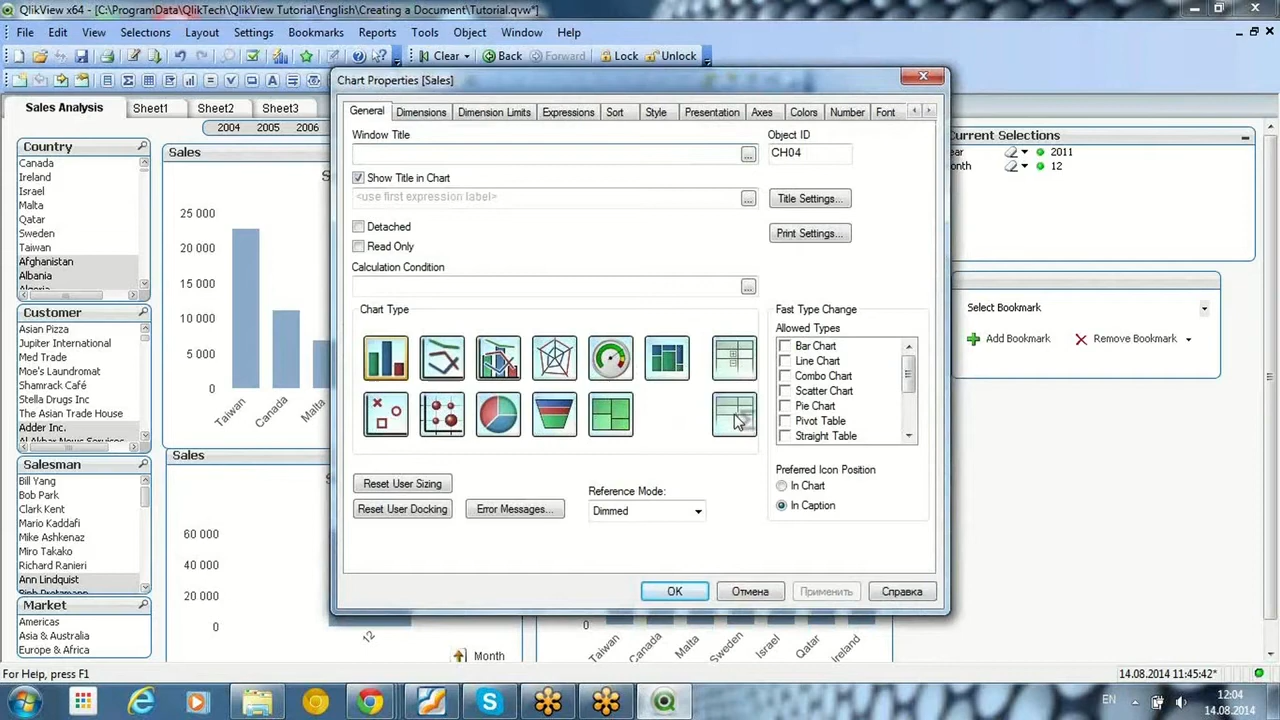 QlikView x64 - [C:\ProgramData\QlikTech\QlikView Tutorial\English\Creating a Document\Tutorial.qvw*]
File Edit View Selections Layout Settings Bookmarks Reports Tools Object Window Help
Clear Back Forward Lock Unlock
Sales Analysis Sheet1 Sheet2 Sheet3
2004 2005 2006
Country
Canada
Ireland
Israel
Malta
Qatar
Sweden
Taiwan
Afghanistan
Albania
Customer
Asian Pizza
Jupiter International
Med Trade
Moe's Laundromat
Shamrack Café
Stella Drugs Inc
The Asian Trade House
Adder Inc.
Salesman
Bill Yang
Bob Park
Clark Kent
Mario Kaddafi
Mike Ashkenaz
Miro Takako
Richard Ranieri
Ann Lindquist
Market
Americas
Asia & Australia
Europe & Africa
Sales
25 000
20 000
15 000
10 000
5 000
0
Taiwan Canada Malta
Sales
60 000
40 000
20 000
0
12
Month
Chart Properties [Sales]
General Dimensions Dimension Limits Expressions Sort Style Presentation Axes Colors Number Font
Window Title
Object ID
CH04
Show Title in Chart
<use first expression label>
Title Settings...
Detached
Read Only
Print Settings...
Calculation Condition
Chart Type
Fast Type Change
Allowed Types
Bar Chart
Line Chart
Combo Chart
Scatter Chart
Pie Chart
Pivot Table
Straight Table
Preferred Icon Position
In Chart
In Caption
Reset User Sizing
Reset User Docking
Error Messages...
Reference Mode:
Dimmed
OK Отмена Применить Справка
0
Taiwan Canada Malta Sweden Israel Qatar Ireland
Current Selections
2011
12
Select Bookmark
Add Bookmark Remove Bookmark
For Help, press F1
14.08.2014 11:45:42*
EN
12:04
14.08.2014